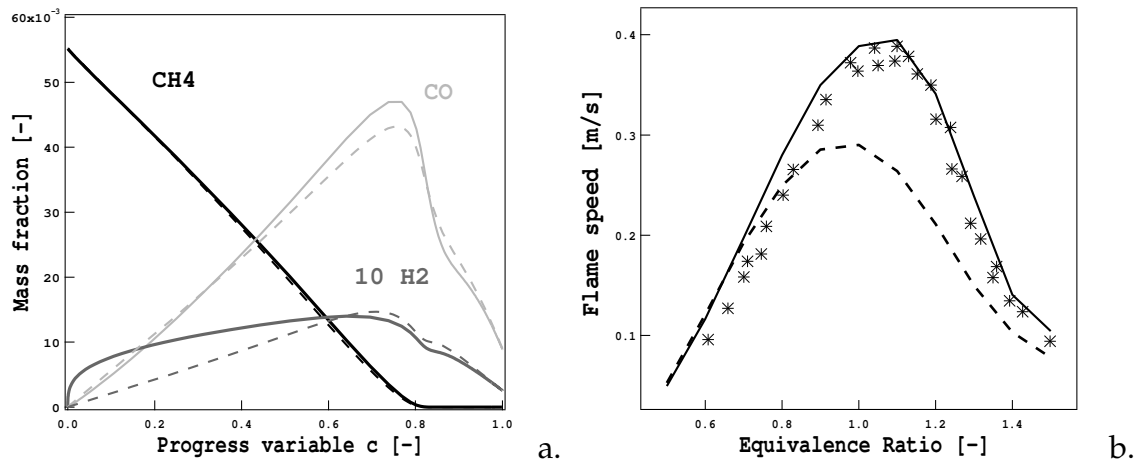 60x10⁻³
50
40
30
20
10
0
0.0 0.2 0.4 0.6 0.8 1.0
Mass fraction [-]
Progress variable c [-]
CH4
CO
10 H2
a.
0.4
0.3
0.2
0.1
0.6 0.8 1.0 1.2 1.4
Flame speed [m/s]
Equivalence Ratio [-]
b.